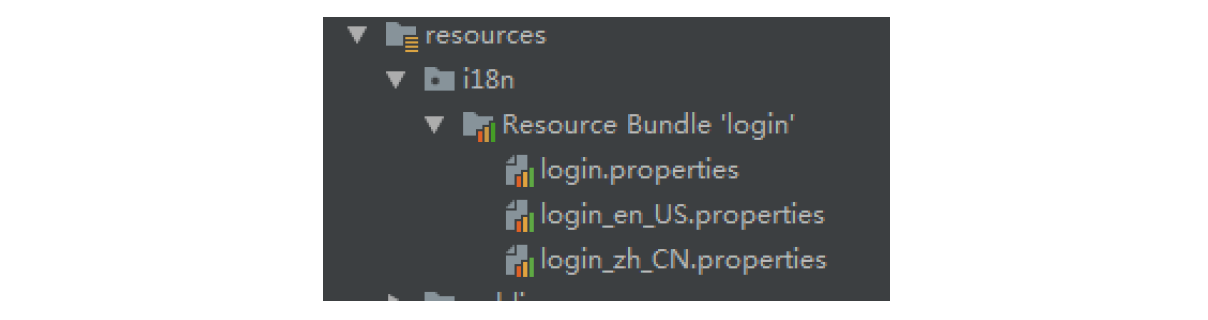 resources
i18n
Resource Bundle 'login'
login.properties
login_en_US.properties
login_zh_CN.properties